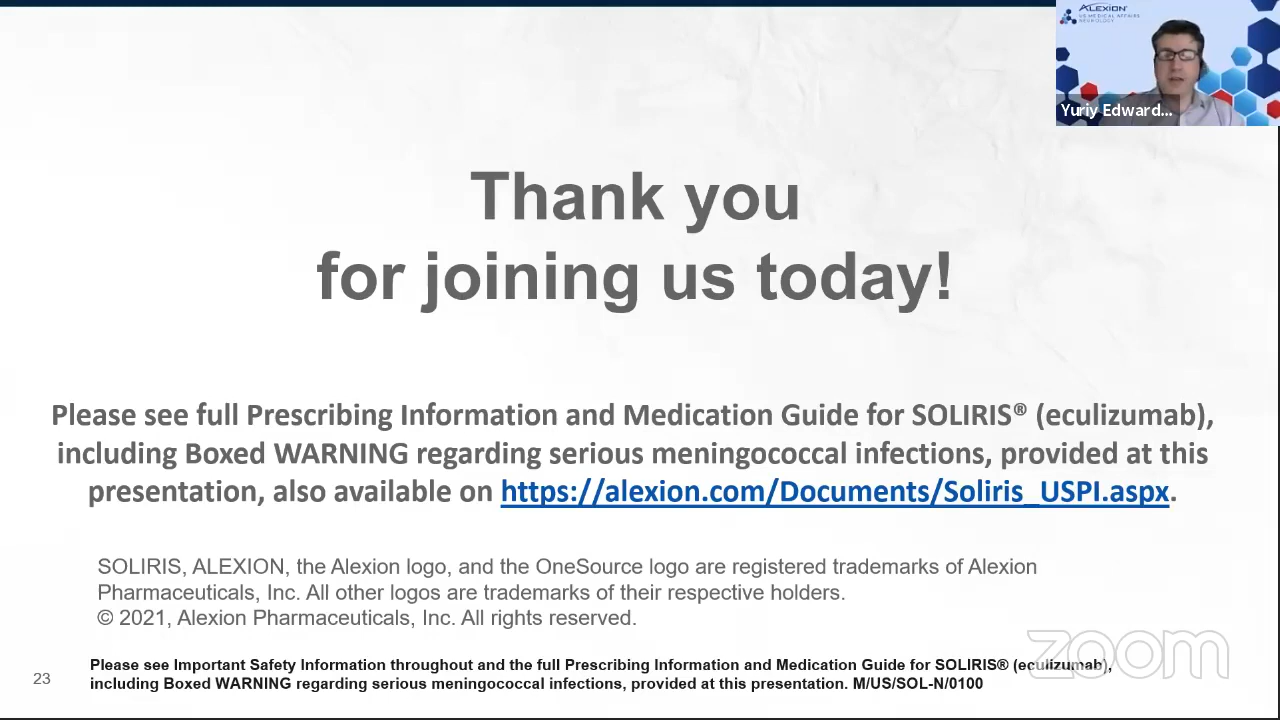 ALEXION
US MEDICAL AFFAIRS
NEUROLOGY
Yuriy Edward...
Thank you
for joining us today!
Please see full Prescribing Information and Medication Guide for SOLIRIS® (eculizumab),
including Boxed WARNING regarding serious meningococcal infections, provided at this
presentation, also available on https://alexion.com/Documents/Soliris_USPI.aspx.
SOLIRIS, ALEXION, the Alexion logo, and the OneSource logo are registered trademarks of Alexion
Pharmaceuticals, Inc. All other logos are trademarks of their respective holders.
© 2021, Alexion Pharmaceuticals, Inc. All rights reserved.
zoom
23
Please see Important Safety Information throughout and the full Prescribing Information and Medication Guide for SOLIRIS® (eculizumab),
including Boxed WARNING regarding serious meningococcal infections, provided at this presentation. M/US/SOL-N/0100